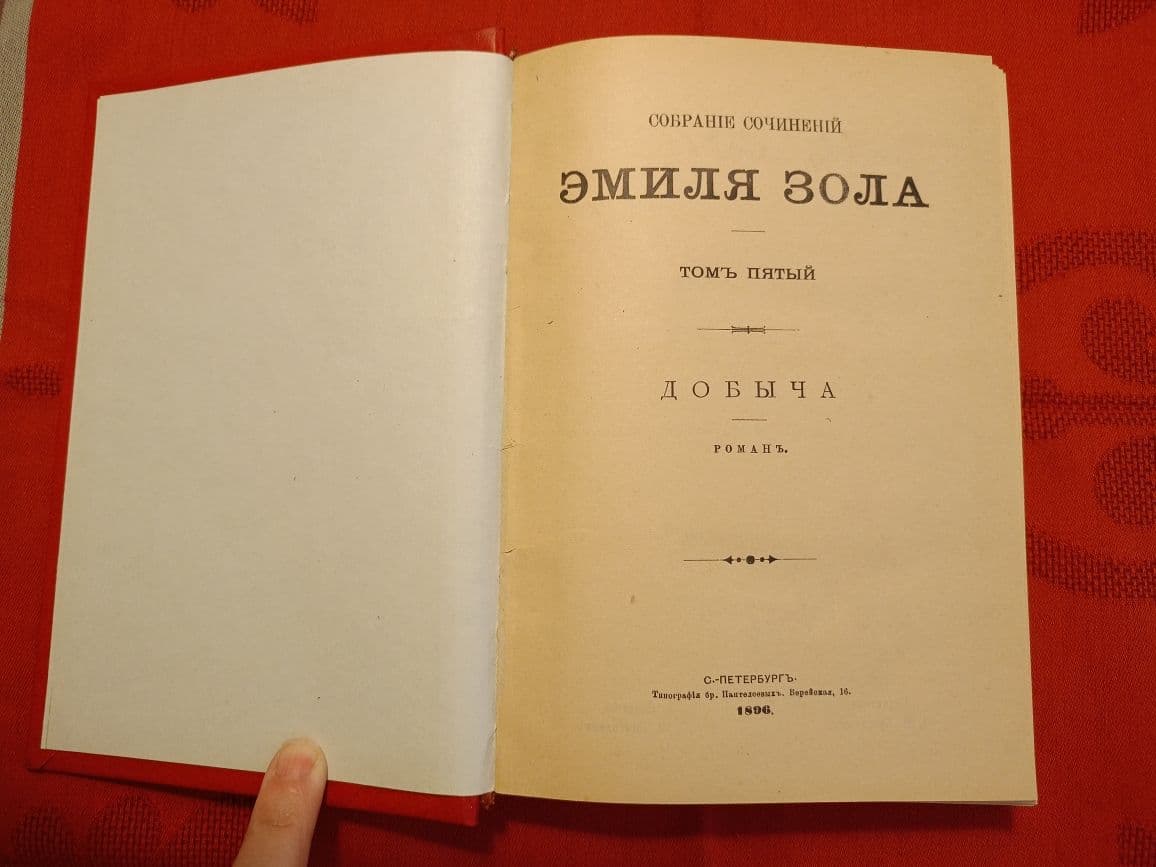 СОБРАНІЕ СОЧИНЕНІЙ
ЭМИЛЯ ЗОЛА
ТОМЪ ПЯТЫЙ
ДОБЫЧА
РОМАНЪ.
С.-ПЕТЕРБУРГЪ.
Типографія бр. Пантелеевыхъ. Верейская, 16.
1896.